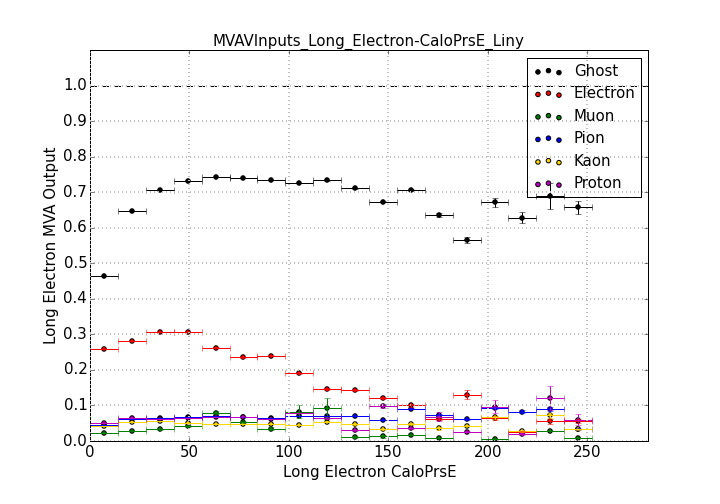 MVAVInputs_Long_Electron-CaloPrsE_Liny
Long Electron MVA Output
1.0
0.9
0.8
0.7
0.6
0.5
0.4
0.3
0.2
0.1
0.0
Ghost
Electron
Muon
Pion
Kaon
Proton
0 50 100 150 200 250
Long Electron CaloPrsE